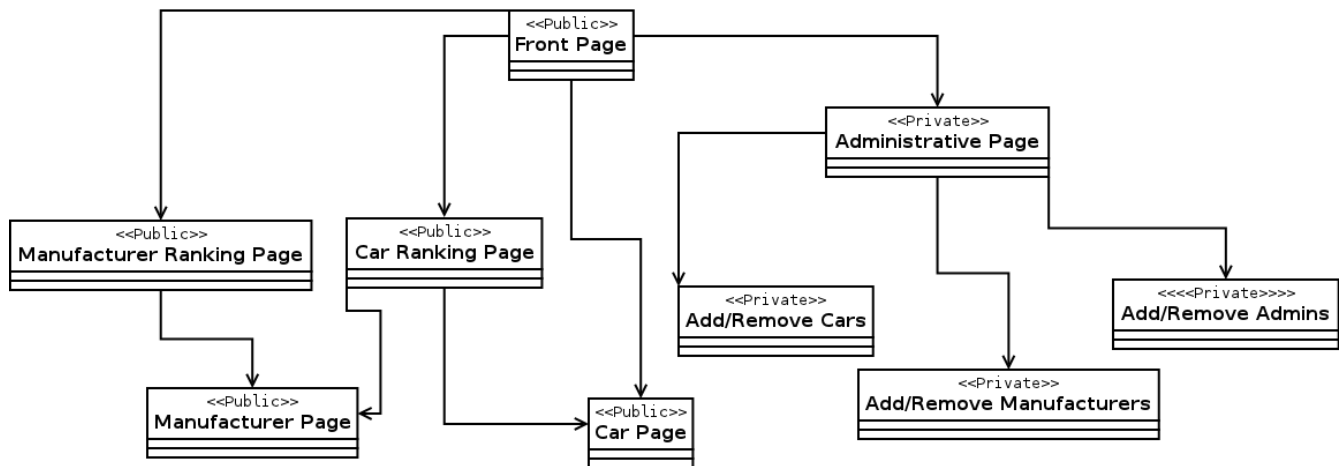 <<Public>>
Front Page
<<Private>>
Administrative Page
<<Public>>
Manufacturer Ranking Page
<<Public>>
Car Ranking Page
<<Private>>
Add/Remove Cars
<<<<Private>>>>
Add/Remove Admins
<<Private>>
Add/Remove Manufacturers
<<Public>>
Manufacturer Page
<<Public>>
Car Page